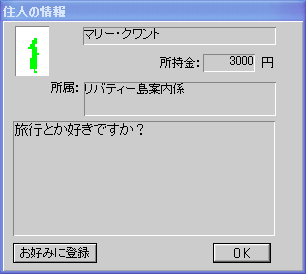 住人の情報
マリー・クワント
所持金: 3000 円
所属: リバティー島案内係
旅行とか好きですか？
お好みに登録
OK